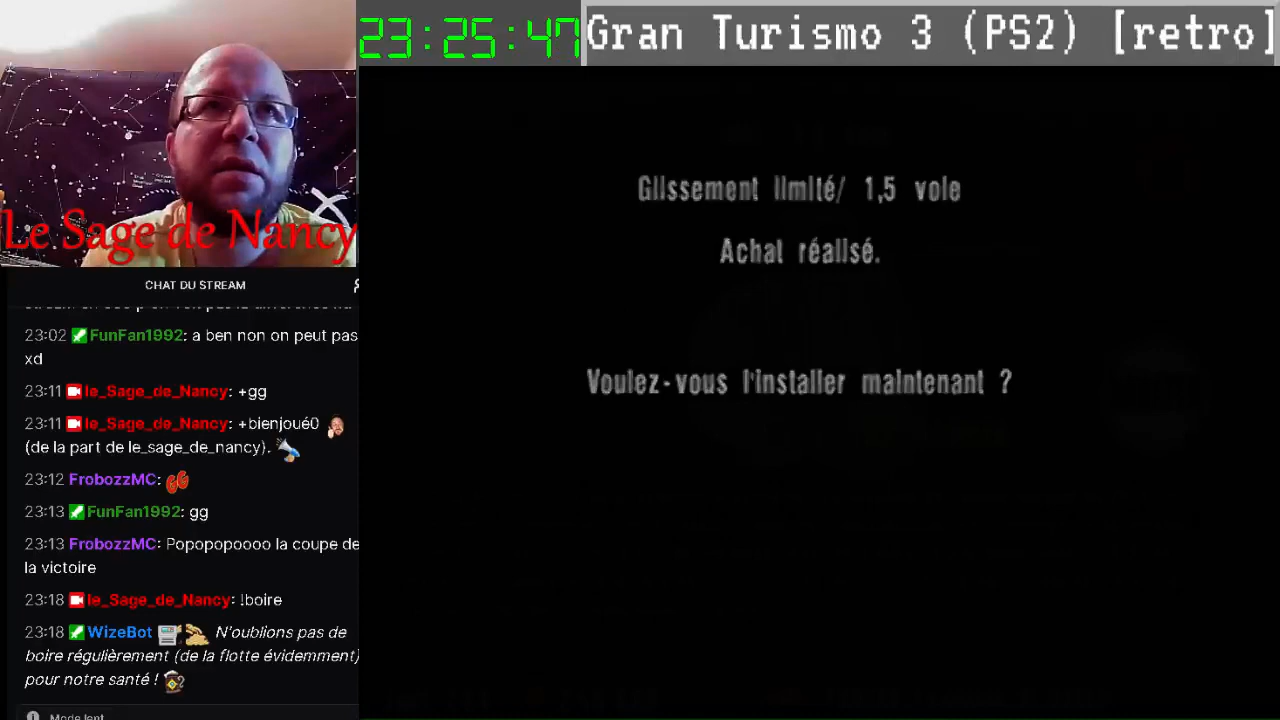 23:25:47
Gran Turismo 3 (PS2) [retro]
Le Sage de Nancy
CHAT DU STREAM
23:02 FunFan1992: a ben non on peut pas
xd
23:11 le_Sage_de_Nancy: +gg
23:11 le_Sage_de_Nancy: +bienjoué0
(de la part de le_sage_de_nancy).
23:12 FrobozzMC:
23:13 FunFan1992: gg
23:13 FrobozzMC: Popopopoooo la coupe de
la victoire
23:18 le_Sage_de_Nancy: !boire
23:18 WizeBot N'oublions pas de
boire régulièrement (de la flotte évidemment)
pour notre santé !
Mode lent
Glissement limité/ 1,5 voie
Achat réalisé.
Voulez-vous l'installer maintenant ?